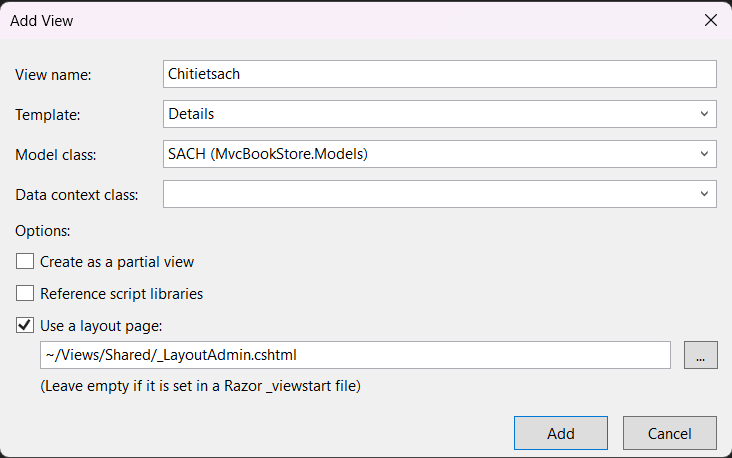 Add View
View name: Chitietsach
Template: Details
Model class: SACH (MvcBookStore.Models)
Data context class:
Options:
Create as a partial view
Reference script libraries
Use a layout page:
~/Views/Shared/_LayoutAdmin.cshtml ...
(Leave empty if it is set in a Razor _viewstart file)
Add Cancel